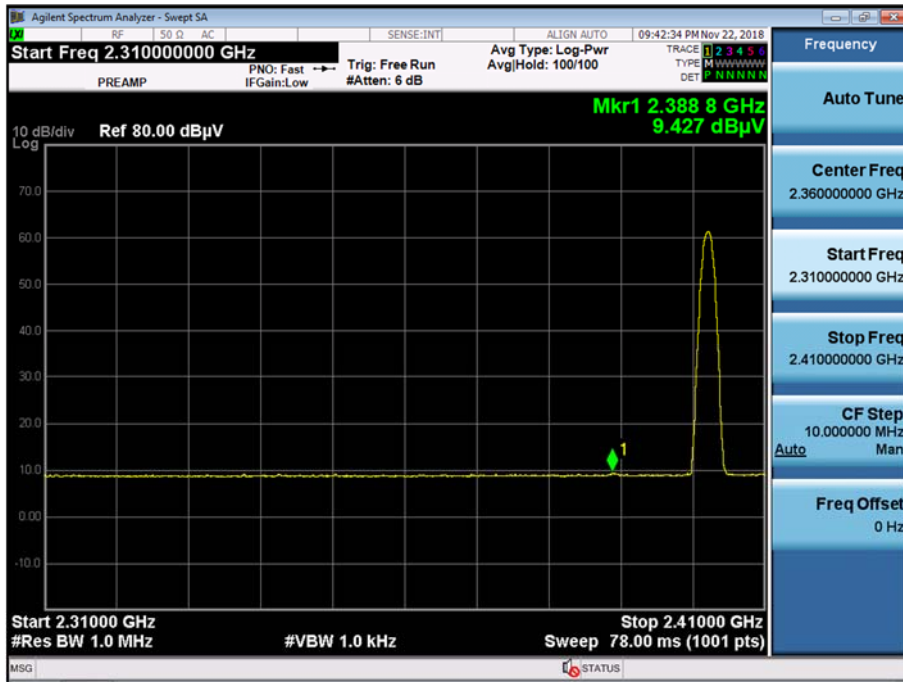 Agilent Spectrum Analyzer - Swept SA
LXI RF 50 Ω AC SENSE:INT ALIGN AUTO 09:42:34 PM Nov 22, 2018
Start Freq 2.310000000 GHz
PREAMP
PNO: Fast
IFGain:Low
Trig: Free Run
#Atten: 6 dB
Avg Type: Log-Pwr
Avg|Hold: 100/100
TRACE 1 2 3 4 5 6
TYPE M W W W W W
DET P N N N N N
Mkr1 2.388 8 GHz
9.427 dBµV
10 dB/div Ref 80.00 dBµV
Log
70.0
60.0
50.0
40.0
30.0
20.0
10.0
0.00
-10.0
1
Start 2.31000 GHz Stop 2.41000 GHz
#Res BW 1.0 MHz #VBW 1.0 kHz Sweep 78.00 ms (1001 pts)
MSG STATUS
Frequency
Auto Tune
Center Freq
2.360000000 GHz
Start Freq
2.310000000 GHz
Stop Freq
2.410000000 GHz
CF Step
10.000000 MHz
Auto Man
Freq Offset
0 Hz